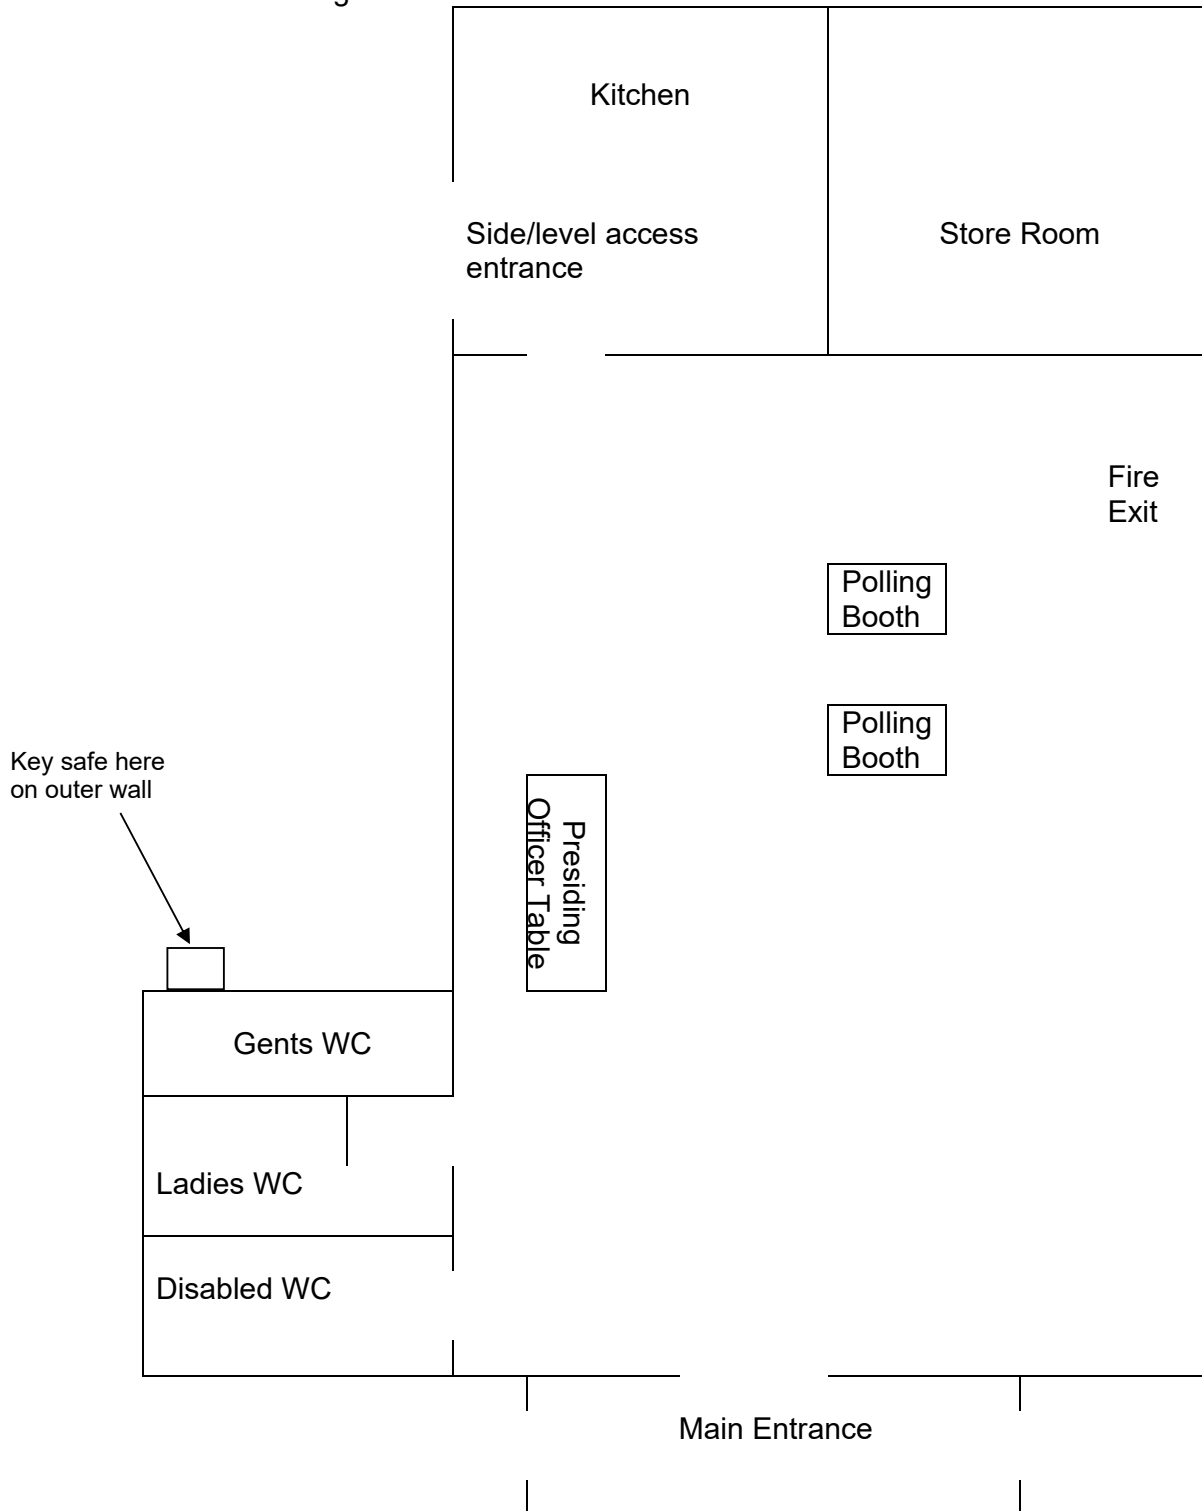 Kitchen
Side/level access
entrance
Store Room
Fire
Exit
Polling
Booth
Polling
Booth
Key safe here
on outer wall
Presiding
Officer Table
Gents WC
Ladies WC
Disabled WC
Main Entrance